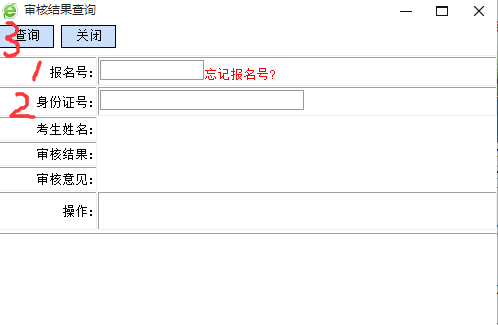 审核结果查询
3 查询 关闭
1 报名号： 忘记报名号?
2 身份证号：
考生姓名：
审核结果：
审核意见：
操作：